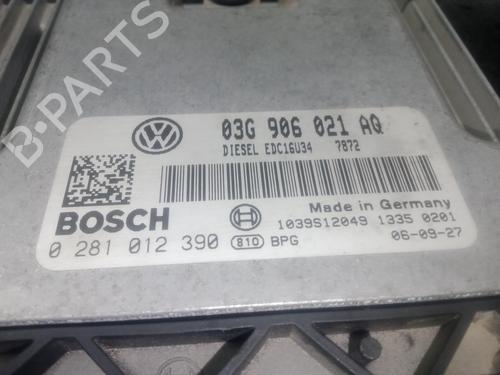 B-Parts
03G 906 021 AQ
DIESEL EDC16U34 7872
BOSCH
Made in Germany
1039S12049 1335 0201
0 281 012 390 810 BPG 06-09-27